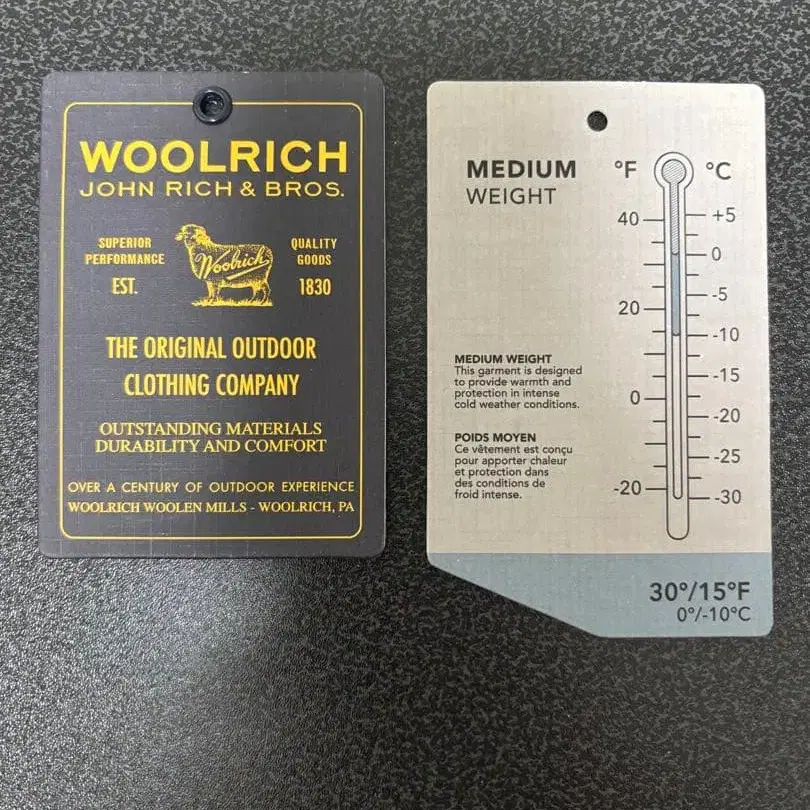 WOOLRICH
JOHN RICH & BROS.
SUPERIOR
PERFORMANCE
EST.
Woolrich
QUALITY
GOODS
1830
THE ORIGINAL OUTDOOR
CLOTHING COMPANY
OUTSTANDING MATERIALS
DURABILITY AND COMFORT
OVER A CENTURY OF OUTDOOR EXPERIENCE
WOOLRICH WOOLEN MILLS - WOOLRICH, PA
MEDIUM
WEIGHT
°F
°C
40
20
0
-20
+5
0
-5
-10
-15
-20
-25
-30
MEDIUM WEIGHT
This garment is designed
to provide warmth and
protection in intense
cold weather conditions.
POIDS MOYEN
Ce vêtement est conçu
pour apporter chaleur
et protection dans
des conditions de
froid intense.
30°/15°F
0°/-10°C